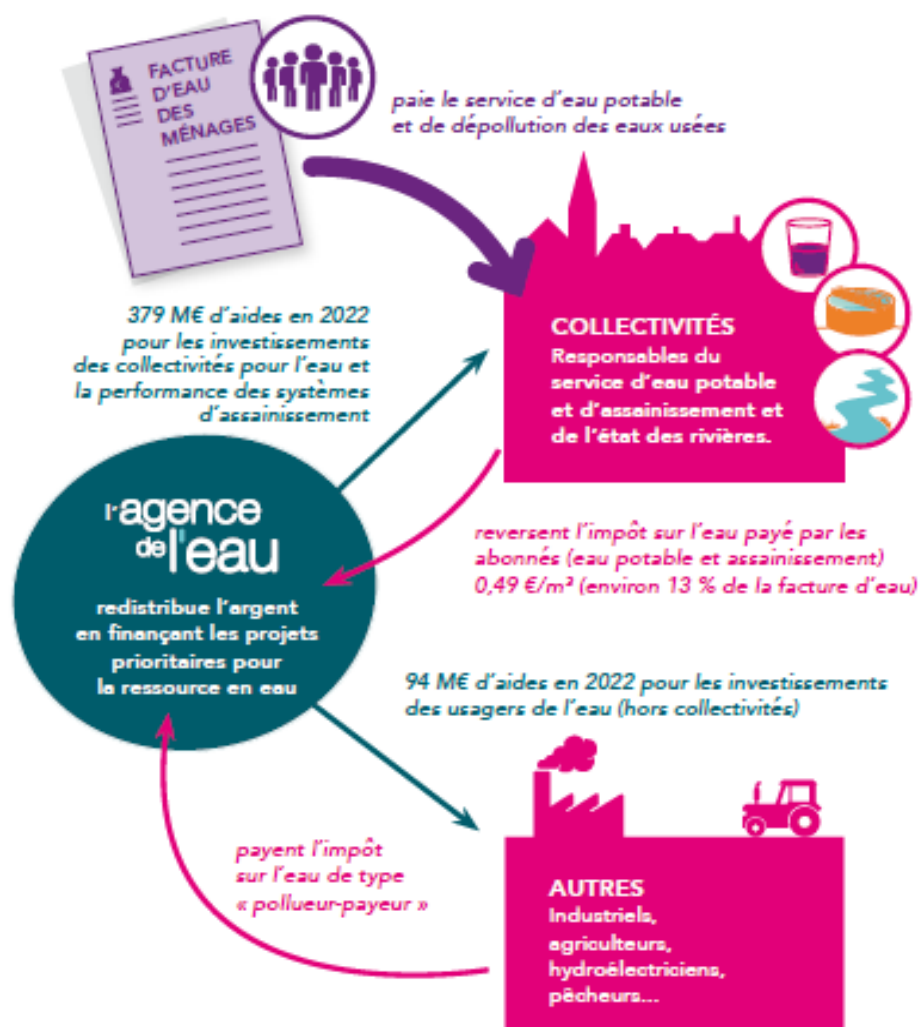 FACTURE
D'EAU
DES
MÉNAGES
paie le service d'eau potable
et de dépollution des eaux usées
379 M€ d'aides en 2022
pour les investissements
des collectivités pour l'eau et
la performance des systèmes
d'assainissement
COLLECTIVITÉS
Responsables du
service d'eau potable
et d'assainissement et
de l'état des rivières.
l'agence
de l'eau
redistribue l'argent
en finançant les projets
prioritaires pour
la ressource en eau
reversent l'impôt sur l'eau payé par les
abonnés (eau potable et assainissement)
0,49 €/m³ (environ 13 % de la facture d'eau)
94 M€ d'aides en 2022 pour les investissements
des usagers de l'eau (hors collectivités)
payent l'impôt
sur l'eau de type
« pollueur-payeur »
AUTRES
Industriels,
agriculteurs,
hydroélectriciens,
pêcheurs...